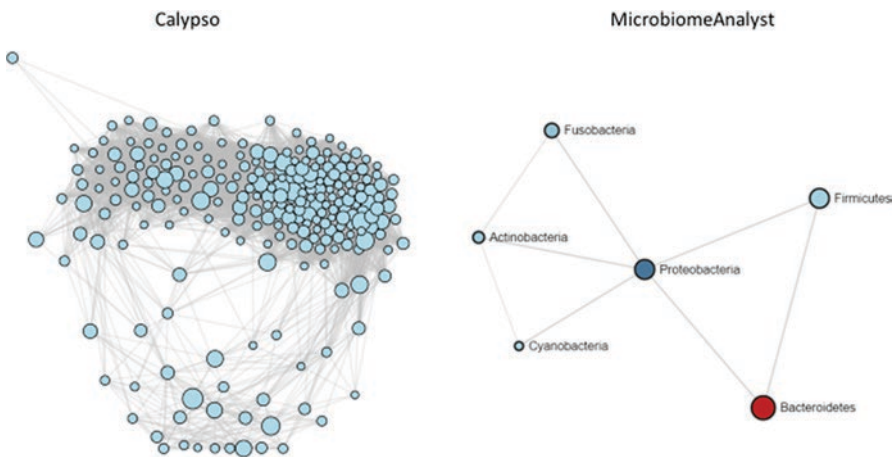 Calypso
MicrobiomeAnalyst
Fusobacteria
Firmicutes
Actinobacteria
Proteobacteria
Cyanobacteria
Bacteroidetes